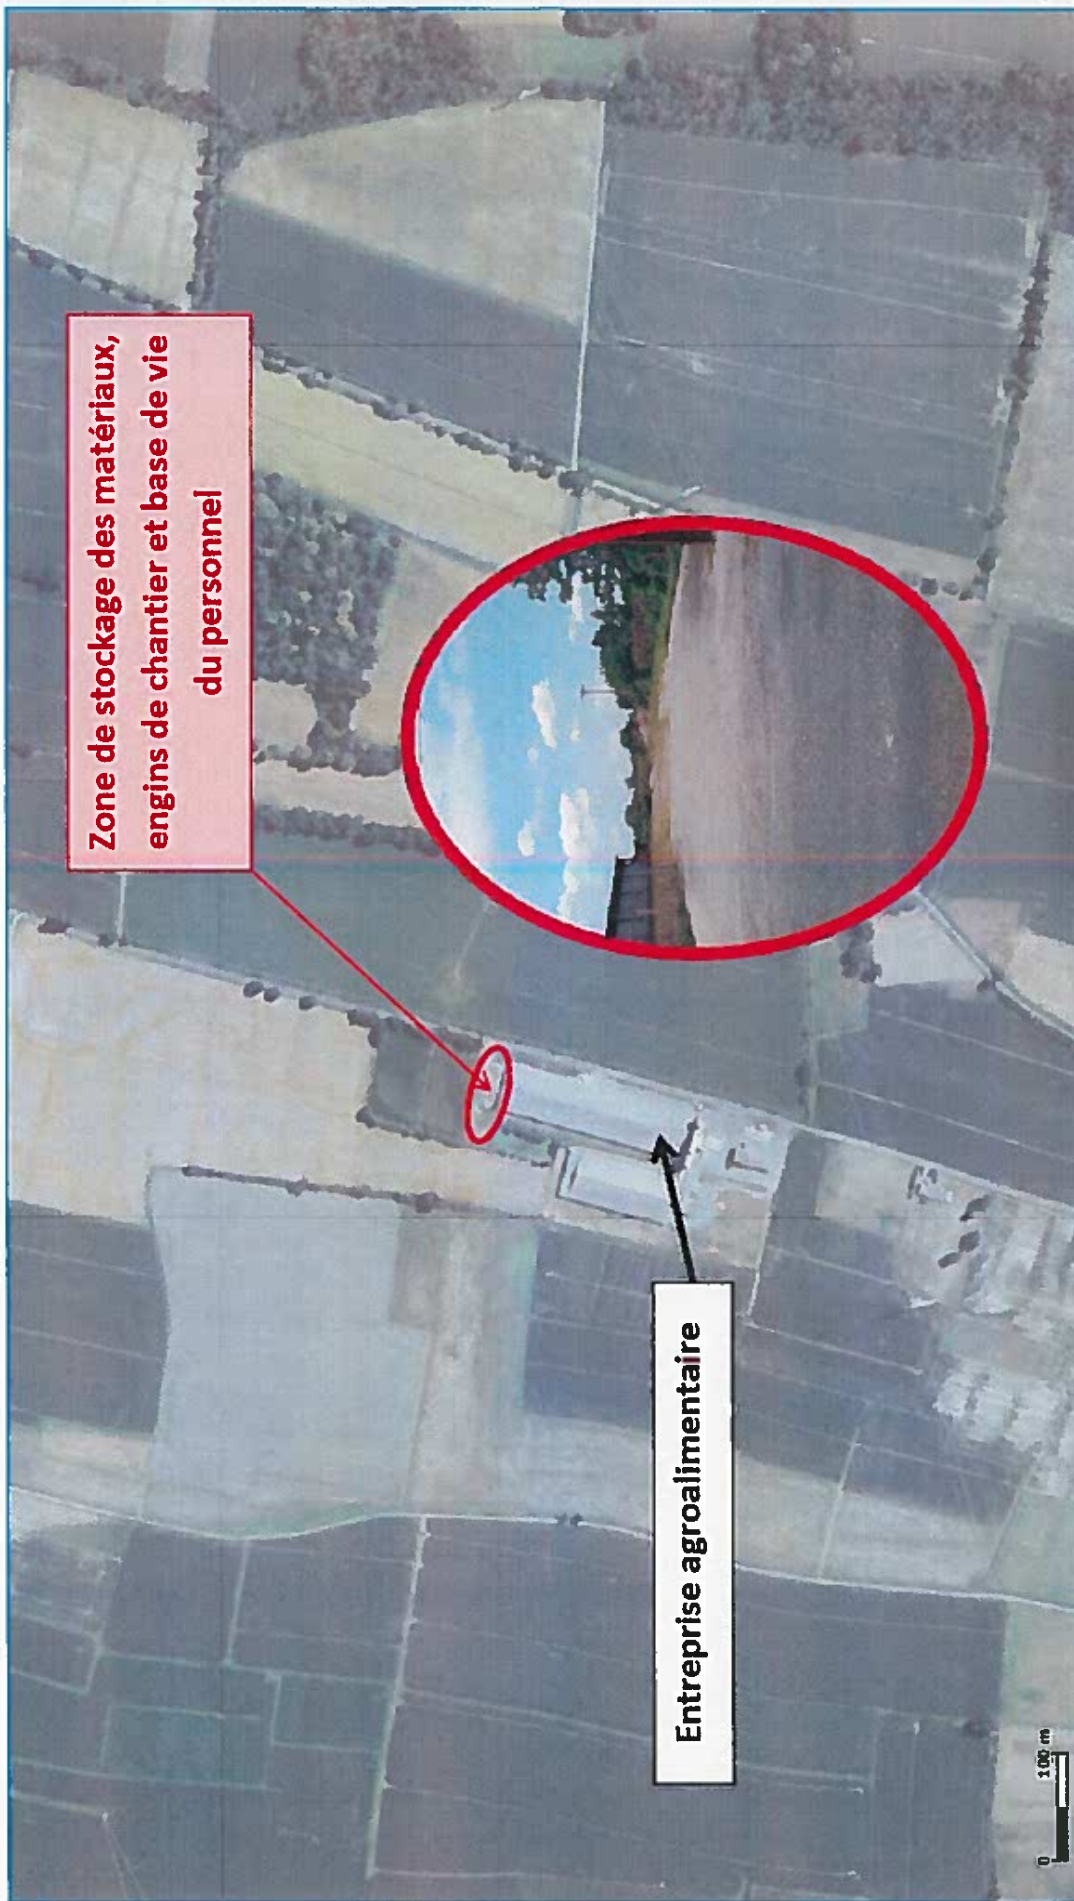 Zone de stockage des matériaux,
engins de chantier et base de vie
du personnel
Entreprise agroalimentaire
0
100 m